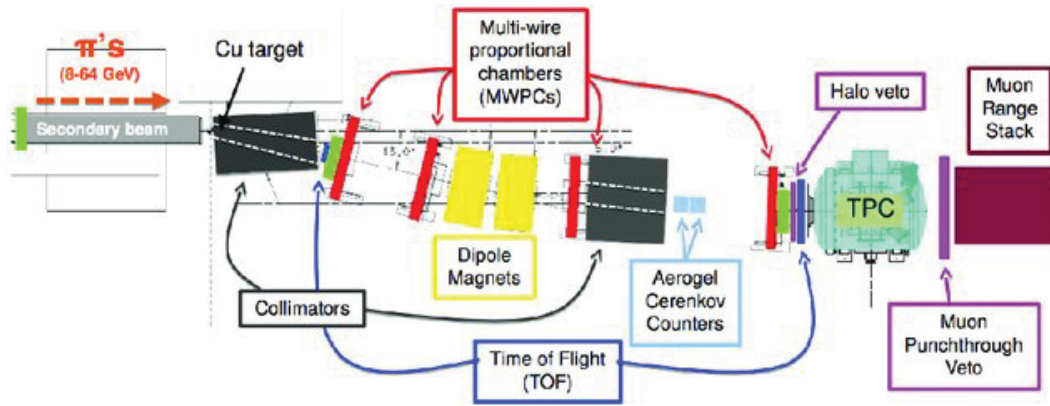 π's
(8-64 GeV)
Secondary beam
Cu target
Multi-wire
proportional
chambers
(MWPCs)
Halo veto
Muon
Range
Stack
TPC
Dipole
Magnets
Collimators
Aerogel
Cerenkov
Counters
Time of Flight
(TOF)
Muon
Punchthrough
Veto